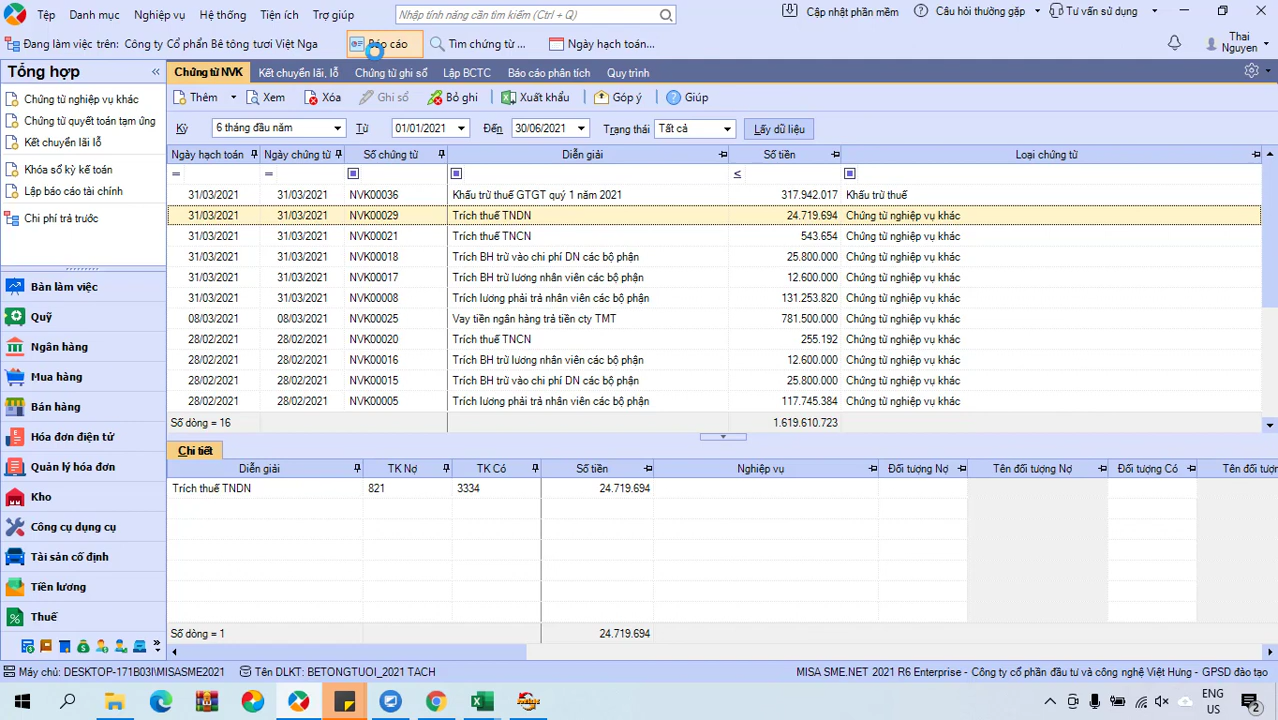 Tệp Danh mục Nghiệp vụ Hệ thống Tiện ích Trợ giúp Nhập tính năng cần tìm kiếm (Ctrl + Q) Cập nhật phần mềm Câu hỏi thường gặp Tư vấn sử dụng
Đang làm việc trên: Công ty Cổ phần Bê tông tươi Việt Nga Báo cáo Tìm chứng từ ... Ngày hạch toán... Thai Nguyen
Tổng hợp « Chứng từ NVK Kết chuyển lãi, lỗ Chứng từ ghi sổ Lập BCTC Báo cáo phân tích Quy trình
Chứng từ nghiệp vụ khác
Chứng từ quyết toán tạm ứng
Kết chuyển lãi lỗ
Khóa sổ kỳ kế toán
Lập báo cáo tài chính
Chi phí trả trước
Bàn làm việc
Quỹ
Ngân hàng
Mua hàng
Bán hàng
Hóa đơn điện tử
Quản lý hóa đơn
Kho
Công cụ dụng cụ
Tài sản cố định
Tiền lương
Thuế
Thêm Xem Xóa Ghi sổ Bỏ ghi Xuất khẩu Góp ý Giúp
Kỳ 6 tháng đầu năm Từ 01/01/2021 Đến 30/06/2021 Trạng thái Tất cả Lấy dữ liệu
Ngày hạch toán Ngày chứng từ Số chứng từ Diễn giải Số tiền Loại chứng từ
= = ≤
31/03/2021 31/03/2021 NVK00036 Khấu trừ thuế GTGT quý 1 năm 2021 317.942.017 Khấu trừ thuế
31/03/2021 31/03/2021 NVK00029 Trích thuế TNDN 24.719.694 Chứng từ nghiệp vụ khác
31/03/2021 31/03/2021 NVK00021 Trích thuế TNCN 543.654 Chứng từ nghiệp vụ khác
31/03/2021 31/03/2021 NVK00018 Trích BH trừ vào chi phí DN các bộ phận 25.800.000 Chứng từ nghiệp vụ khác
31/03/2021 31/03/2021 NVK00017 Trích BH trừ lương nhân viên các bộ phận 12.600.000 Chứng từ nghiệp vụ khác
31/03/2021 31/03/2021 NVK00008 Trích lương phải trả nhân viên các bộ phận 131.253.820 Chứng từ nghiệp vụ khác
08/03/2021 08/03/2021 NVK00025 Vay tiền ngân hàng trả tiền cty TMT 781.500.000 Chứng từ nghiệp vụ khác
28/02/2021 28/02/2021 NVK00020 Trích thuế TNCN 255.192 Chứng từ nghiệp vụ khác
28/02/2021 28/02/2021 NVK00016 Trích BH trừ lương nhân viên các bộ phận 12.600.000 Chứng từ nghiệp vụ khác
28/02/2021 28/02/2021 NVK00015 Trích BH trừ vào chi phí DN các bộ phận 25.800.000 Chứng từ nghiệp vụ khác
28/02/2021 28/02/2021 NVK00005 Trích lương phải trả nhân viên các bộ phận 117.745.384 Chứng từ nghiệp vụ khác
Số dòng = 16 1.619.610.723
Chi tiết
Diễn giải TK Nợ TK Có Số tiền Nghiệp vụ Đối tượng Nợ Tên đối tượng Nợ Đối tượng Có Tên đối tượng
Trích thuế TNDN 821 3334 24.719.694
Số dòng = 1 24.719.694
Máy chủ: DESKTOP-171B03I\MISASME2021 Tên DLKT: BETONGTUOI_2021 TACH MISA SME.NET 2021 R6 Enterprise - Công ty cổ phần đầu tư và công nghệ Việt Hưng - GPSD đào tạo
ENG
US
2